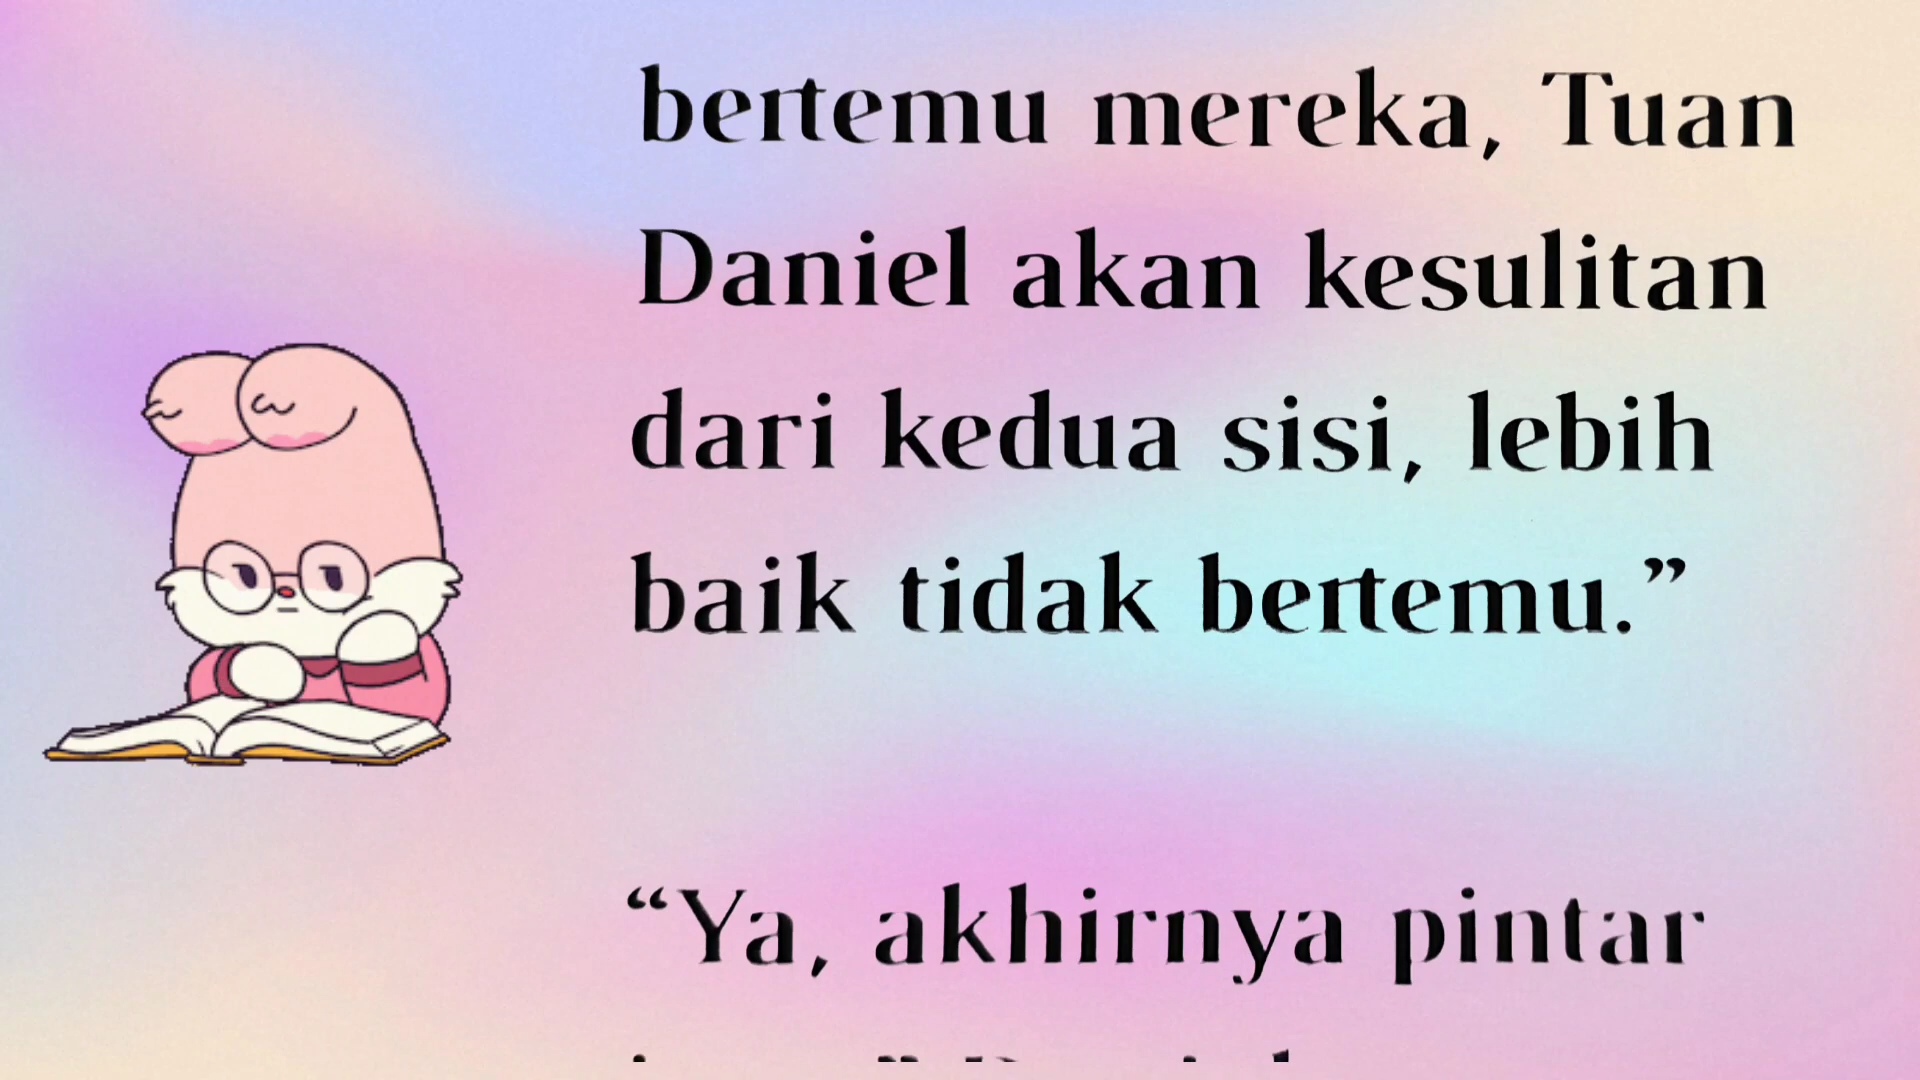 bertemu mereka, Tuan
Daniel akan kesulitan
dari kedua sisi, lebih
baik tidak bertemu.”
“Ya, akhirnya pintar